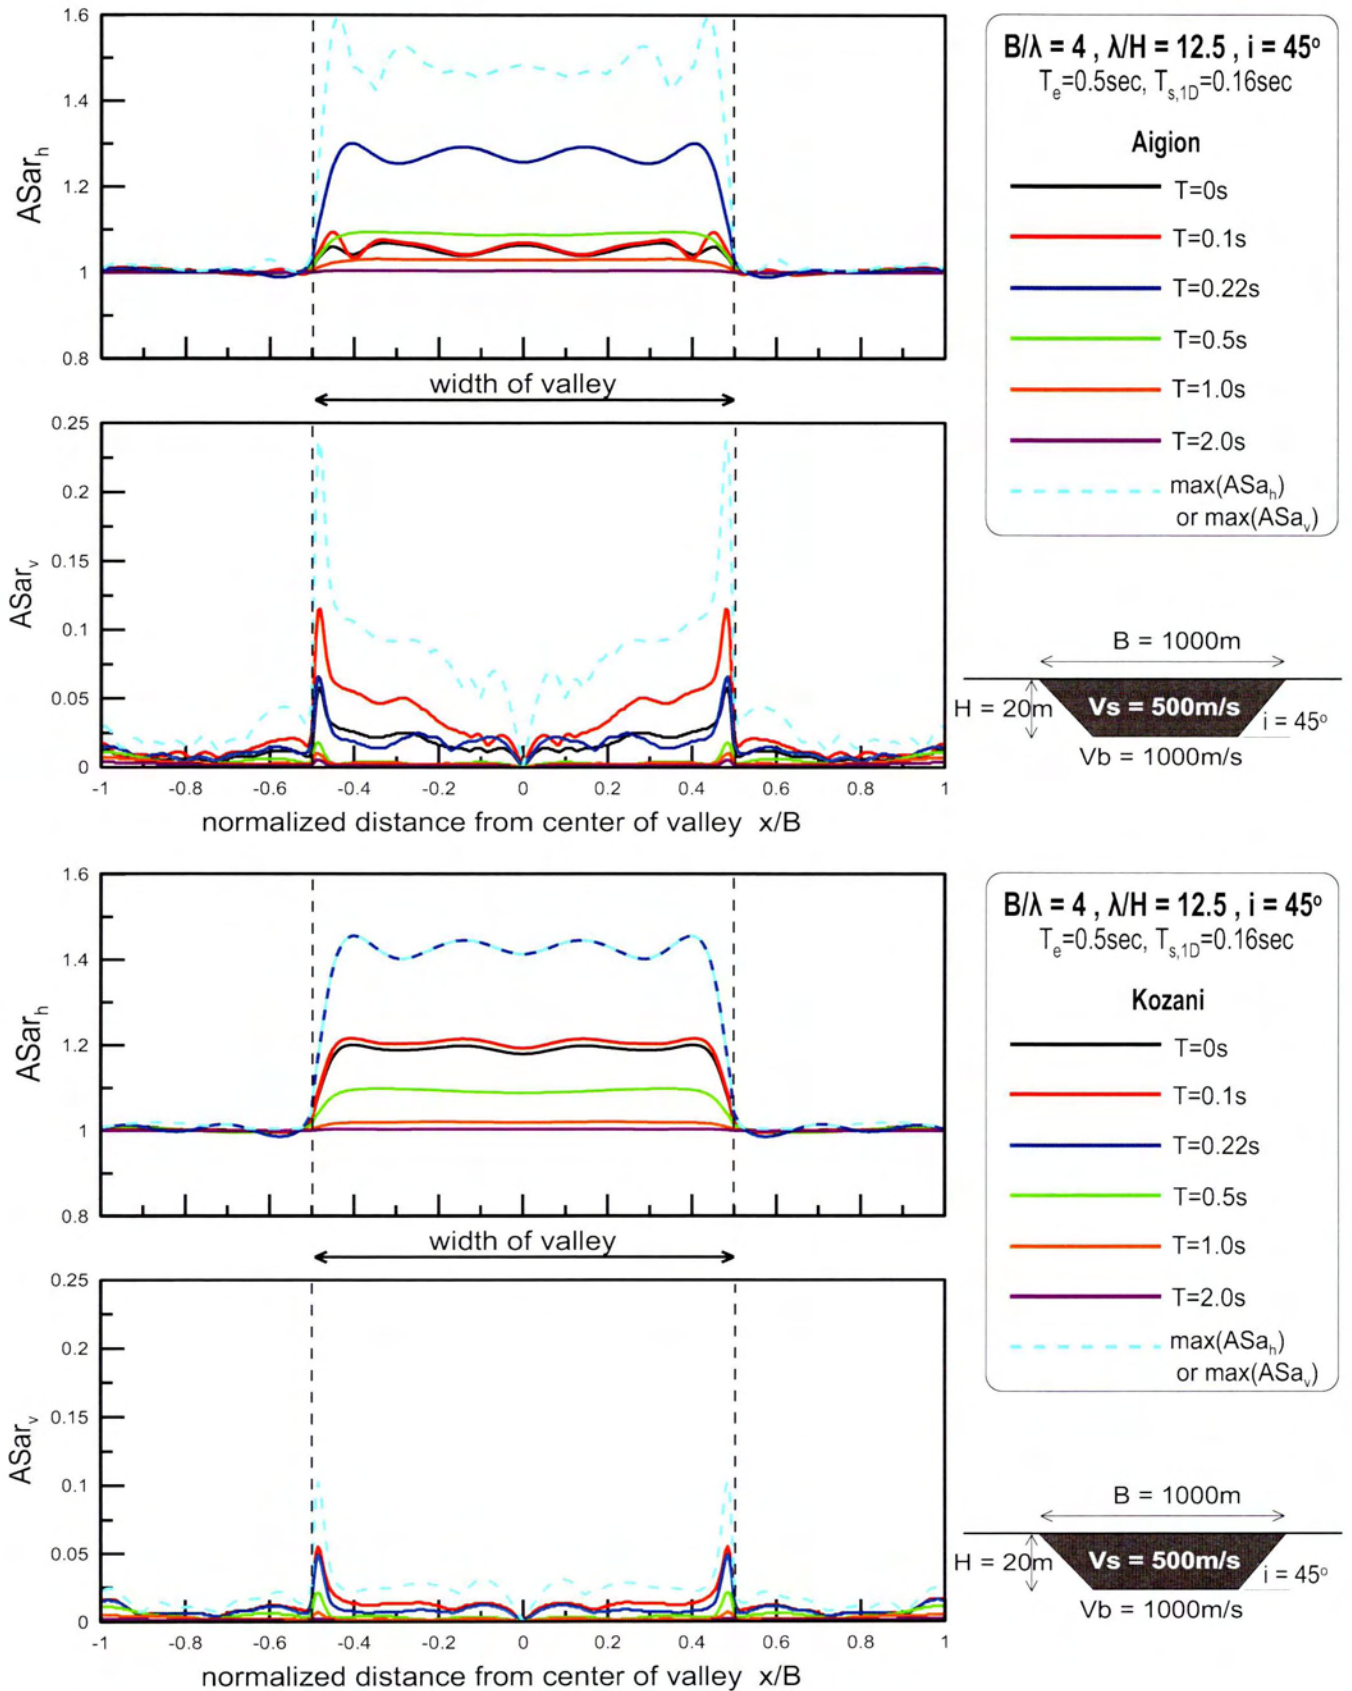 1.6
1.4
1.2
1
0.8
ASar_h
width of valley
0.25
0.2
0.15
0.1
0.05
0
ASar_v
-1 -0.8 -0.6 -0.4 -0.2 0 0.2 0.4 0.6 0.8 1
normalized distance from center of valley x/B
B/λ = 4 , λ/H = 12.5 , i = 45°
T_e=0.5sec, T_s,1D=0.16sec
Aigion
T=0s
T=0.1s
T=0.22s
T=0.5s
T=1.0s
T=2.0s
max(ASa_h)
or max(ASa_v)
B = 1000m
H = 20m
Vs = 500m/s
i = 45°
Vb = 1000m/s
1.6
1.4
1.2
1
0.8
ASar_h
width of valley
0.25
0.2
0.15
0.1
0.05
0
ASar_v
-1 -0.8 -0.6 -0.4 -0.2 0 0.2 0.4 0.6 0.8 1
normalized distance from center of valley x/B
B/λ = 4 , λ/H = 12.5 , i = 45°
T_e=0.5sec, T_s,1D=0.16sec
Kozani
T=0s
T=0.1s
T=0.22s
T=0.5s
T=1.0s
T=2.0s
max(ASa_h)
or max(ASa_v)
B = 1000m
H = 20m
Vs = 500m/s
i = 45°
Vb = 1000m/s